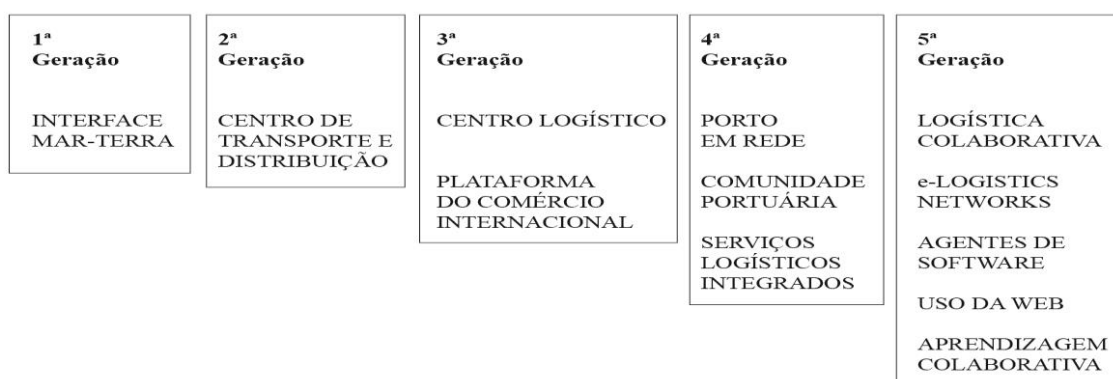 1ª
Geração
INTERFACE
MAR-TERRA
2ª
Geração
CENTRO DE
TRANSPORTE E
DISTRIBUIÇÃO
3ª
Geração
CENTRO LOGÍSTICO
PLATAFORMA
DO COMÉRCIO
INTERNACIONAL
4ª
Geração
PORTO
EM REDE
COMUNIDADE
PORTUÁRIA
SERVIÇOS
LOGÍSTICOS
INTEGRADOS
5ª
Geração
LOGÍSTICA
COLABORATIVA
e-LOGISTICS
NETWORKS
AGENTES DE
SOFTWARE
USO DA WEB
APRENDIZAGEM
COLABORATIVA